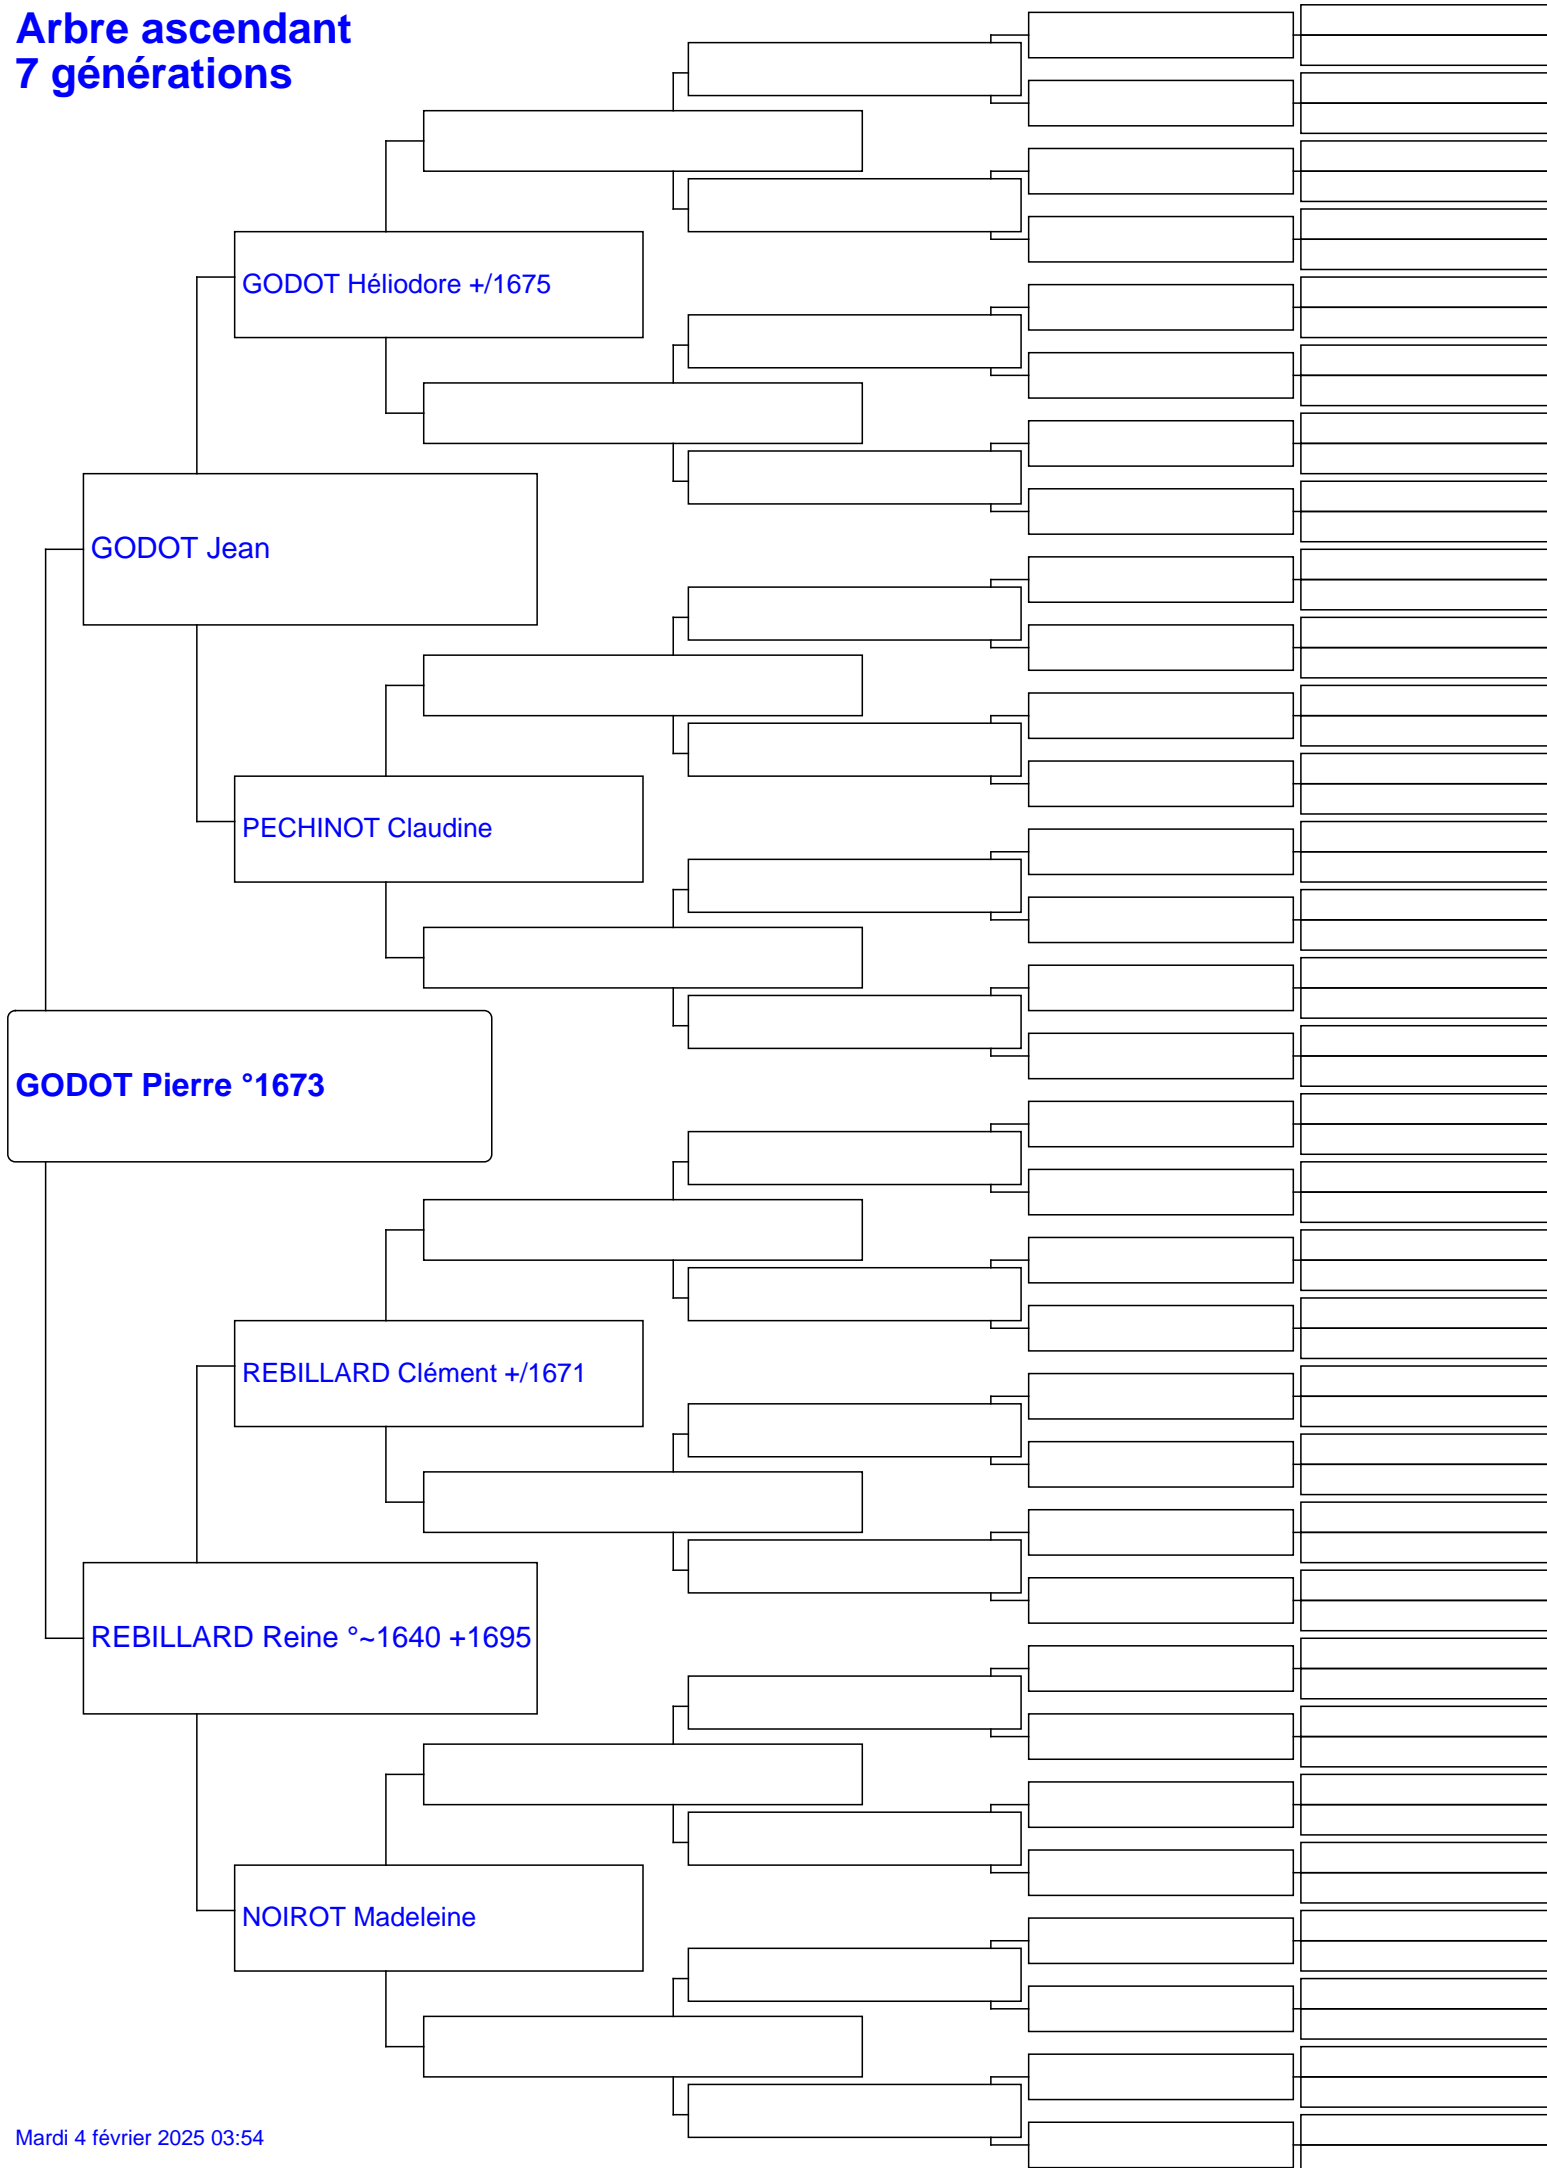 Arbre ascendant
7 générations
GODOT Héliodore +/1675
GODOT Jean
PECHINOT Claudine
GODOT Pierre °1673
REBILLARD Clément +/1671
REBILLARD Reine °~1640 +1695
NOIROT Madeleine
Mardi 4 février 2025 03:54